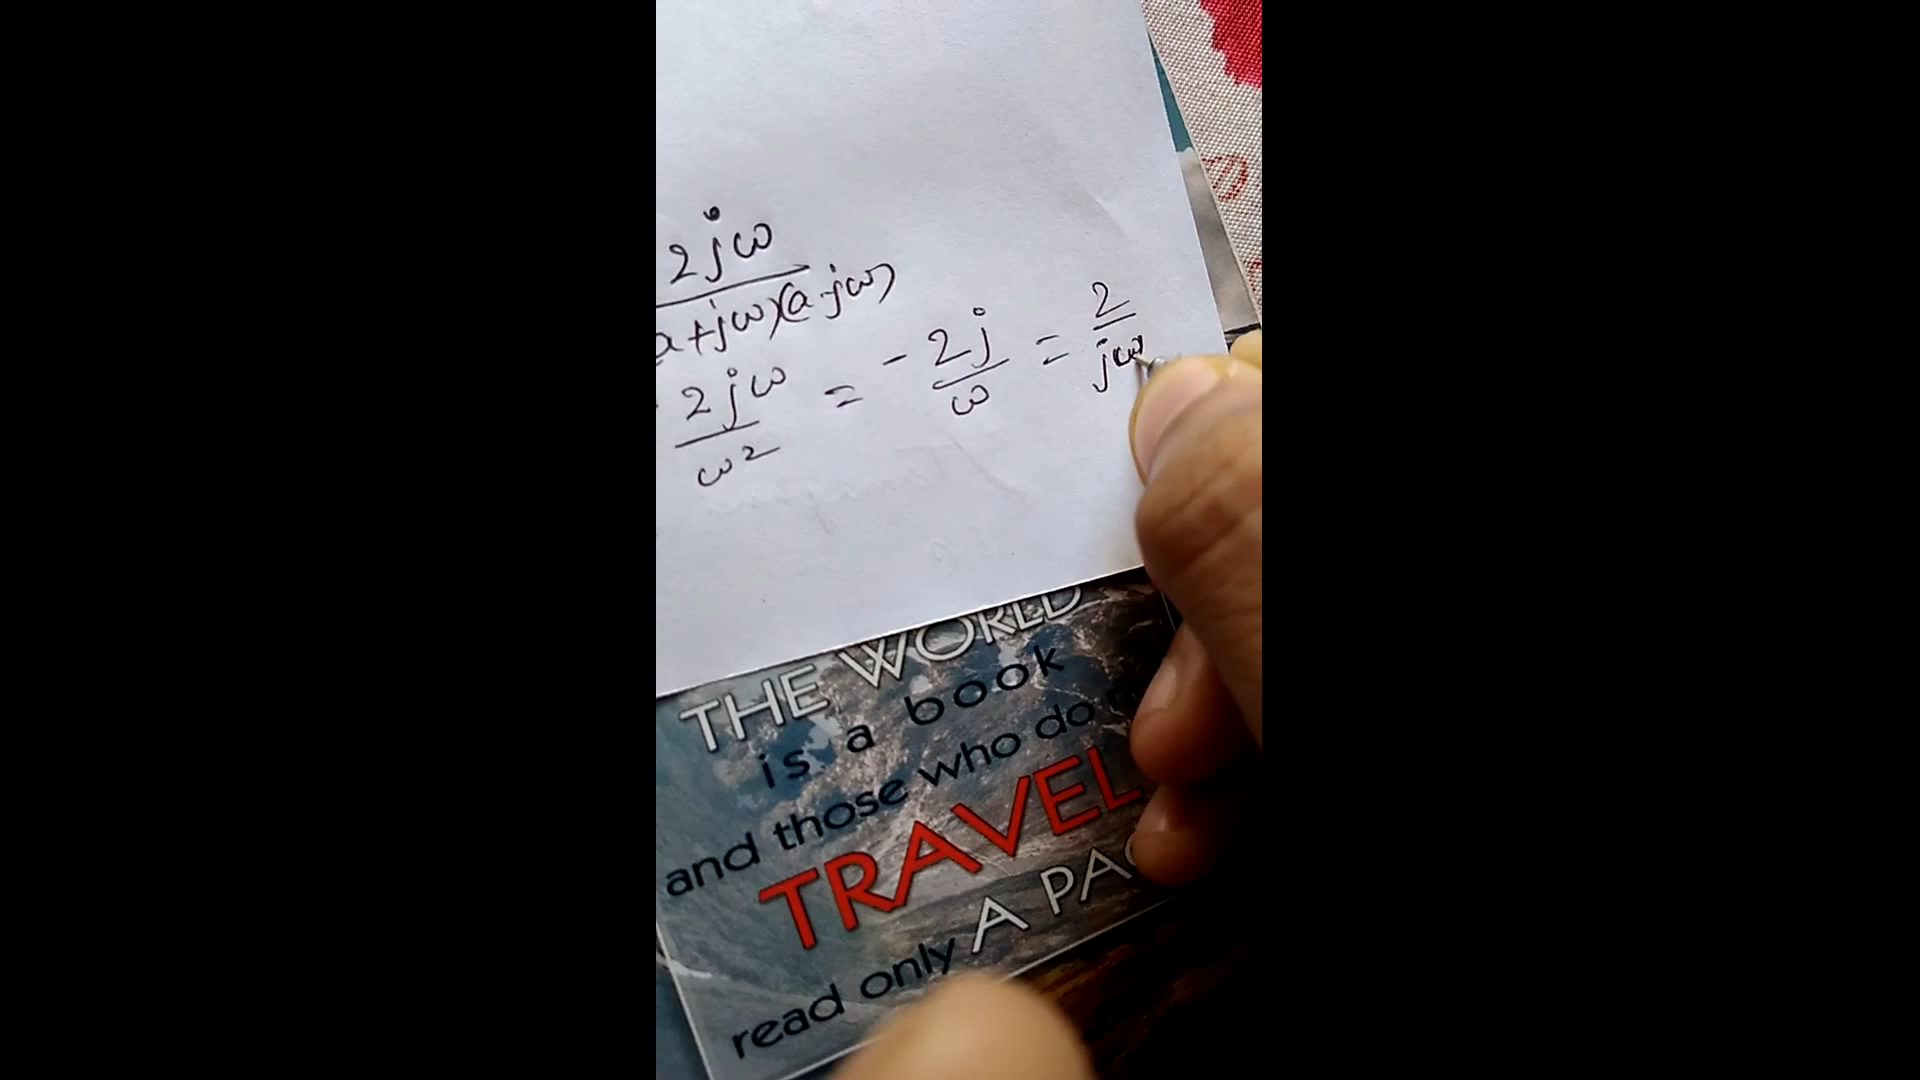 2jω
a+jω)(a-jω)
2jω/ω² = -2j/ω = 2/jω
THE WORLD
is a book
and those who do
TRAVEL
read only A PAG